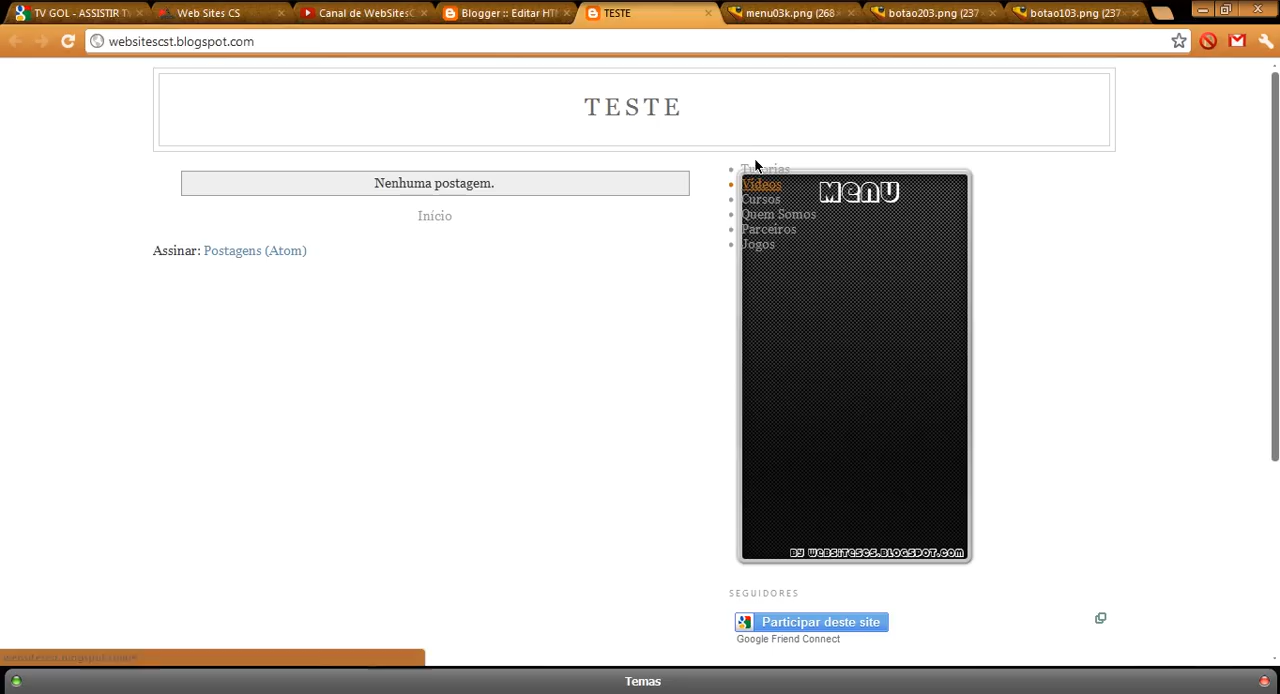 TV GOL - ASSISTIR T
Web Sites CS
Canal de WebSitesC
Blogger :: Editar HT
TESTE
menu03k.png (268
botao203.png (237
botao103.png (237
websitescst.blogspot.com
TESTE
Nenhuma postagem.
Início
Assinar: Postagens (Atom)
Tutorias
Videos
Cursos
Quem Somos
Parceiros
Jogos
Menu
By websitescs.blogspot.com
SEGUIDORES
Participar deste site
Google Friend Connect
Temas